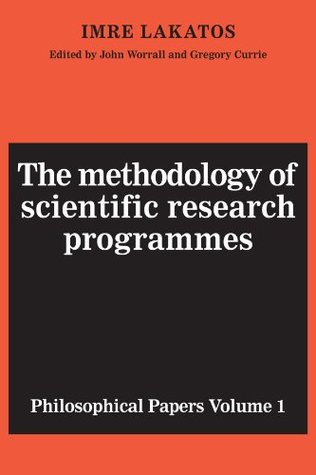 IMRE LAKATOS
Edited by John Worrall and Gregory Currie
The methodology of
scientific research
programmes
Philosophical Papers Volume 1